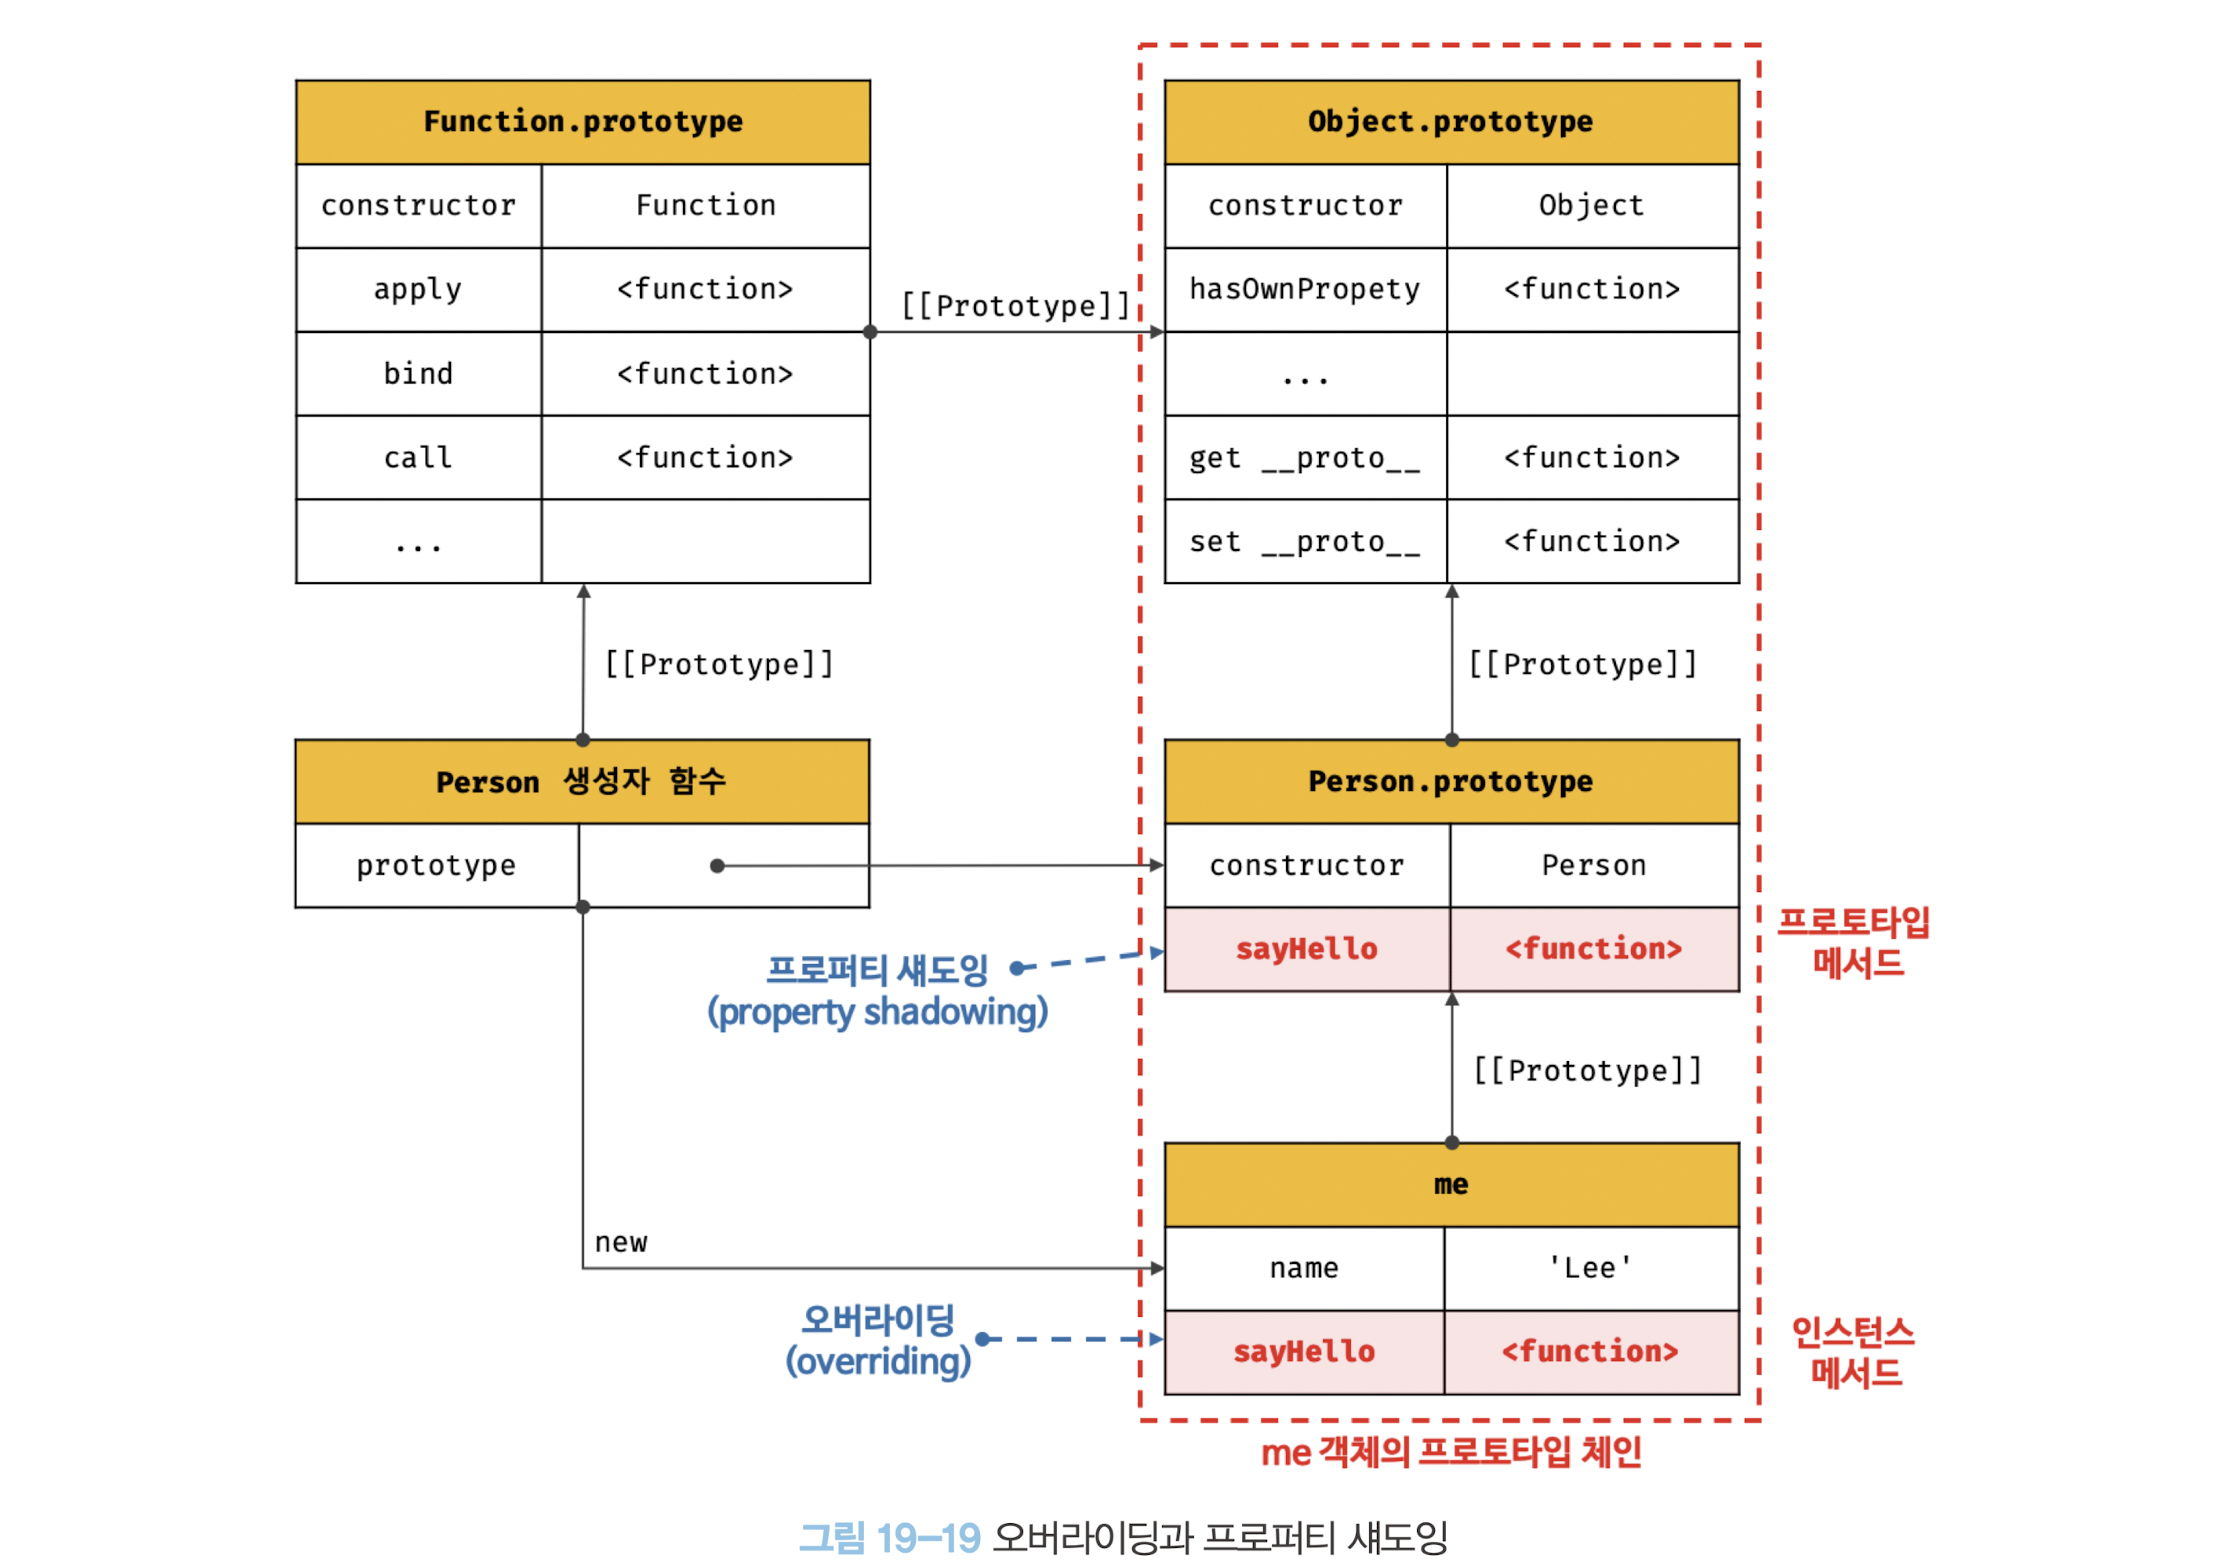 Function.prototype
constructor Function
apply <function>
bind <function>
call <function>
...
[[Prototype]]
Object.prototype
constructor Object
hasOwnPropety <function>
...
get __proto__ <function>
set __proto__ <function>
[[Prototype]]
[[Prototype]]
Person 생성자 함수
prototype
Person.prototype
constructor Person
sayHello <function>
프로토타입
메서드
프로퍼티 섀도잉
(property shadowing)
[[Prototype]]
new
me
name 'Lee'
sayHello <function>
오버라이딩
(overriding)
인스턴스
메서드
me 객체의 프로토타입 체인
그림 19–19 오버라이딩과 프로퍼티 섀도잉